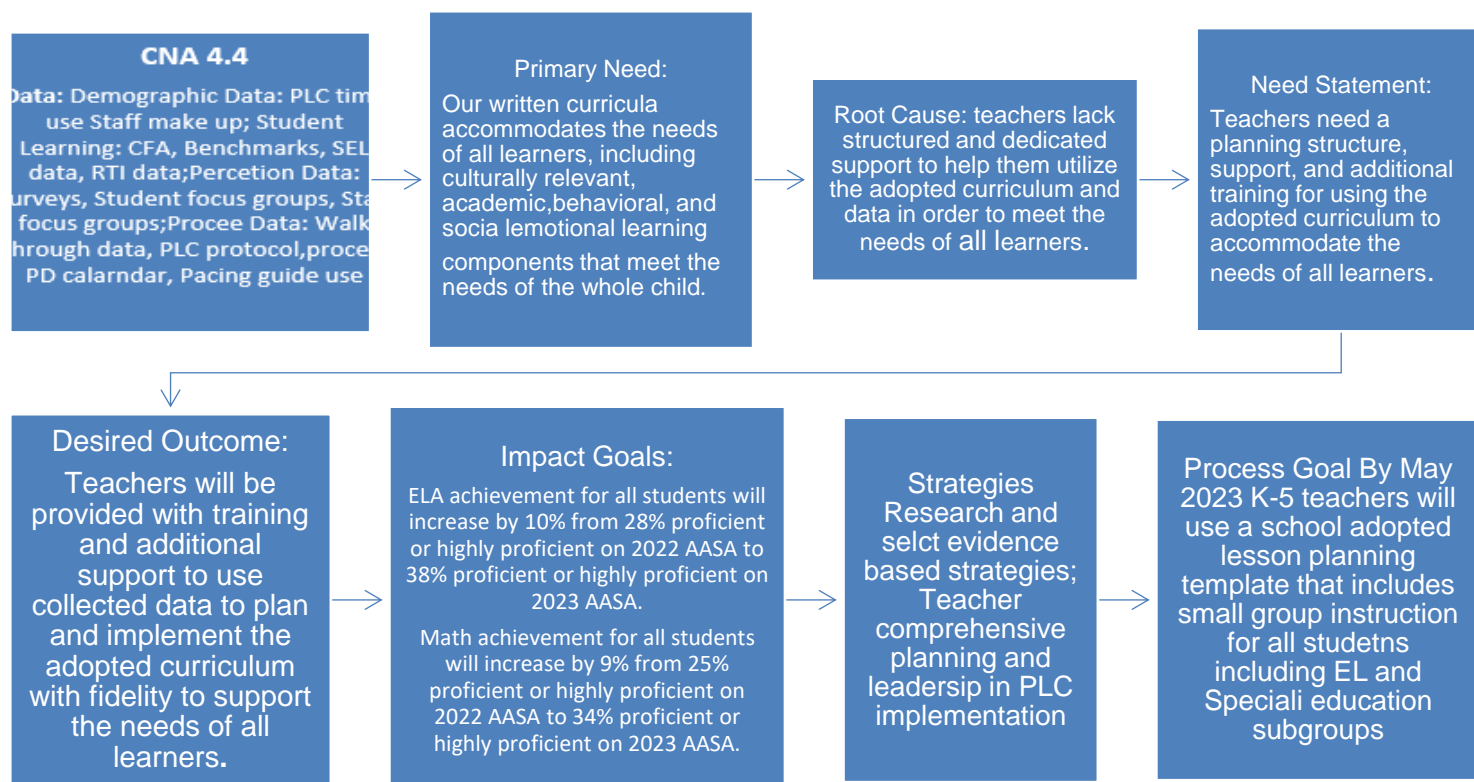 CNA 4.4
Data: Demographic Data: PLC tim
use Staff make up; Student
Learning: CFA, Benchmarks, SEL
data, RTI data;Percetion Data:
urveys, Student focus groups, Sta
focus groups;Procee Data: Walk
hrough data, PLC protocol,proce
PD calarndar, Pacing guide use
Primary Need:
Our written curricula
accommodates the needs
of all learners, including
culturally relevant,
academic,behavioral, and
socia lemotional learning
components that meet the
needs of the whole child.
Root Cause: teachers lack
structured and dedicated
support to help them utilize
the adopted curriculum and
data in order to meet the
needs of all learners.
Need Statement:
Teachers need a
planning structure,
support, and additional
training for using the
adopted curriculum to
accommodate the
needs of all learners.
Desired Outcome:
Teachers will be
provided with training
and additional
support to use
collected data to plan
and implement the
adopted curriculum
with fidelity to support
the needs of all
learners.
Impact Goals:
ELA achievement for all students will
increase by 10% from 28% proficient
or highly proficient on 2022 AASA to
38% proficient or highly proficient on
2023 AASA.
Math achievement for all students
will increase by 9% from 25%
proficient or highly proficient on
2022 AASA to 34% proficient or
highly proficient on 2023 AASA.
Strategies
Research and
selct evidence
based strategies;
Teacher
comprehensive
planning and
leadersip in PLC
implementation
Process Goal By May
2023 K-5 teachers will
use a school adopted
lesson planning
template that includes
small group instruction
for all studetns
including EL and
Speciali education
subgroups